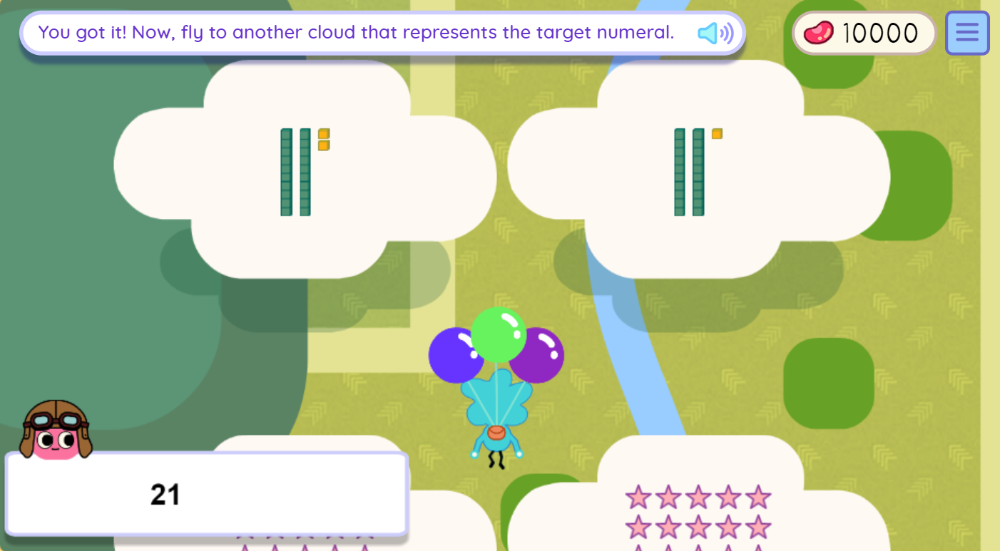 You got it! Now, fly to another cloud that represents the target numeral.
10000
21